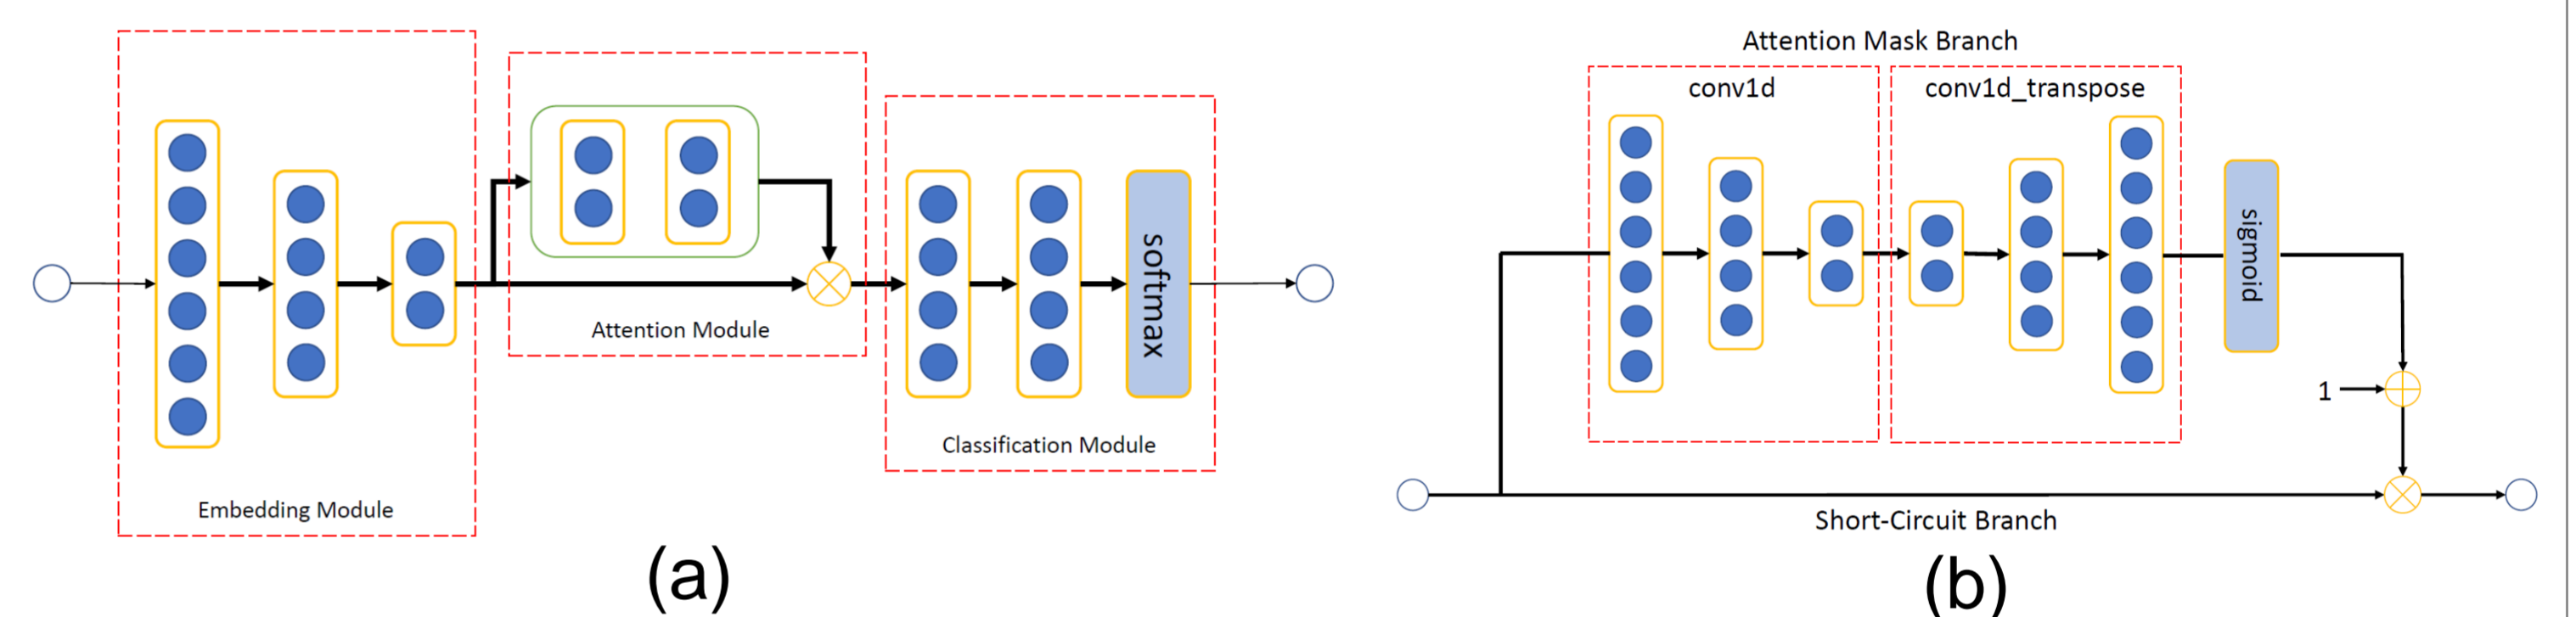 Embedding Module
Attention Module
softmax
Classification Module
(a)
Attention Mask Branch
conv1d
conv1d_transpose
sigmoid
1
Short-Circuit Branch
(b)